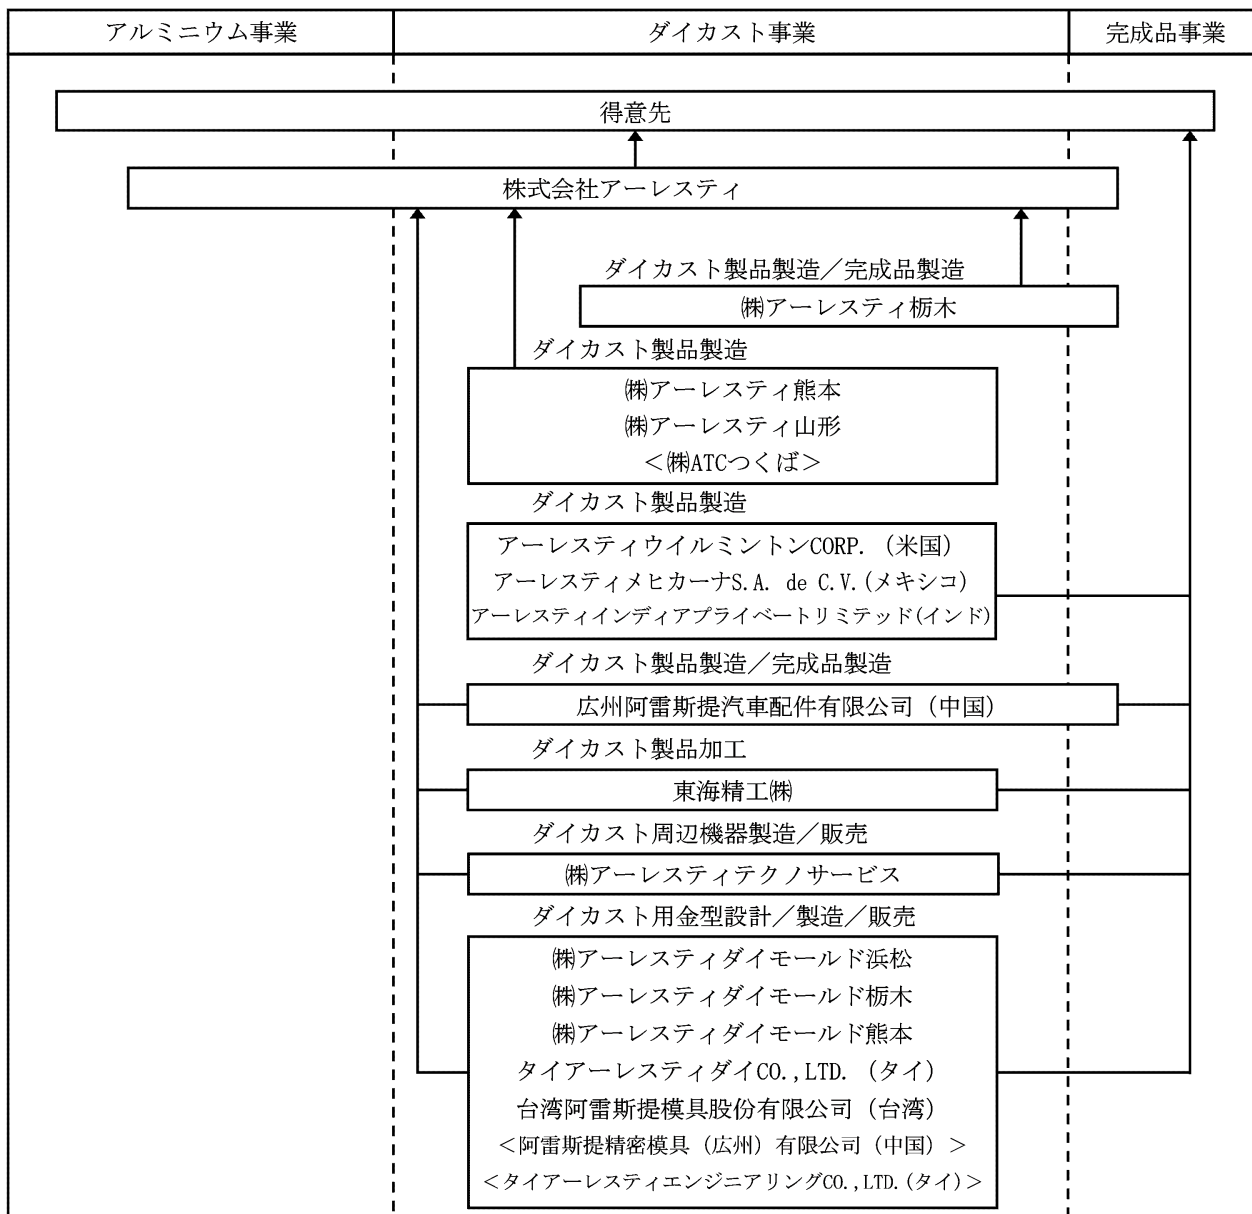 アルミニウム事業
ダイカスト事業
完成品事業
得意先
株式会社アーレスティ
ダイカスト製品製造／完成品製造
㈱アーレスティ栃木
ダイカスト製品製造
㈱アーレスティ熊本
㈱アーレスティ山形
＜㈱ATCつくば＞
ダイカスト製品製造
アーレスティウイルミントンCORP.（米国）
アーレスティメヒカーナS.A. de C.V.(メキシコ)
アーレスティインディアプライベートリミテッド(インド)
ダイカスト製品製造／完成品製造
広州阿雷斯提汽車配件有限公司（中国）
ダイカスト製品加工
東海精工㈱
ダイカスト周辺機器製造／販売
㈱アーレスティテクノサービス
ダイカスト用金型設計／製造／販売
㈱アーレスティダイモールド浜松
㈱アーレスティダイモールド栃木
㈱アーレスティダイモールド熊本
タイアーレスティダイCO.,LTD.（タイ）
台湾阿雷斯提模具股份有限公司（台湾）
＜阿雷斯提精密模具（広州）有限公司（中国）＞
＜タイアーレスティエンジニアリングCO.,LTD.(タイ)＞